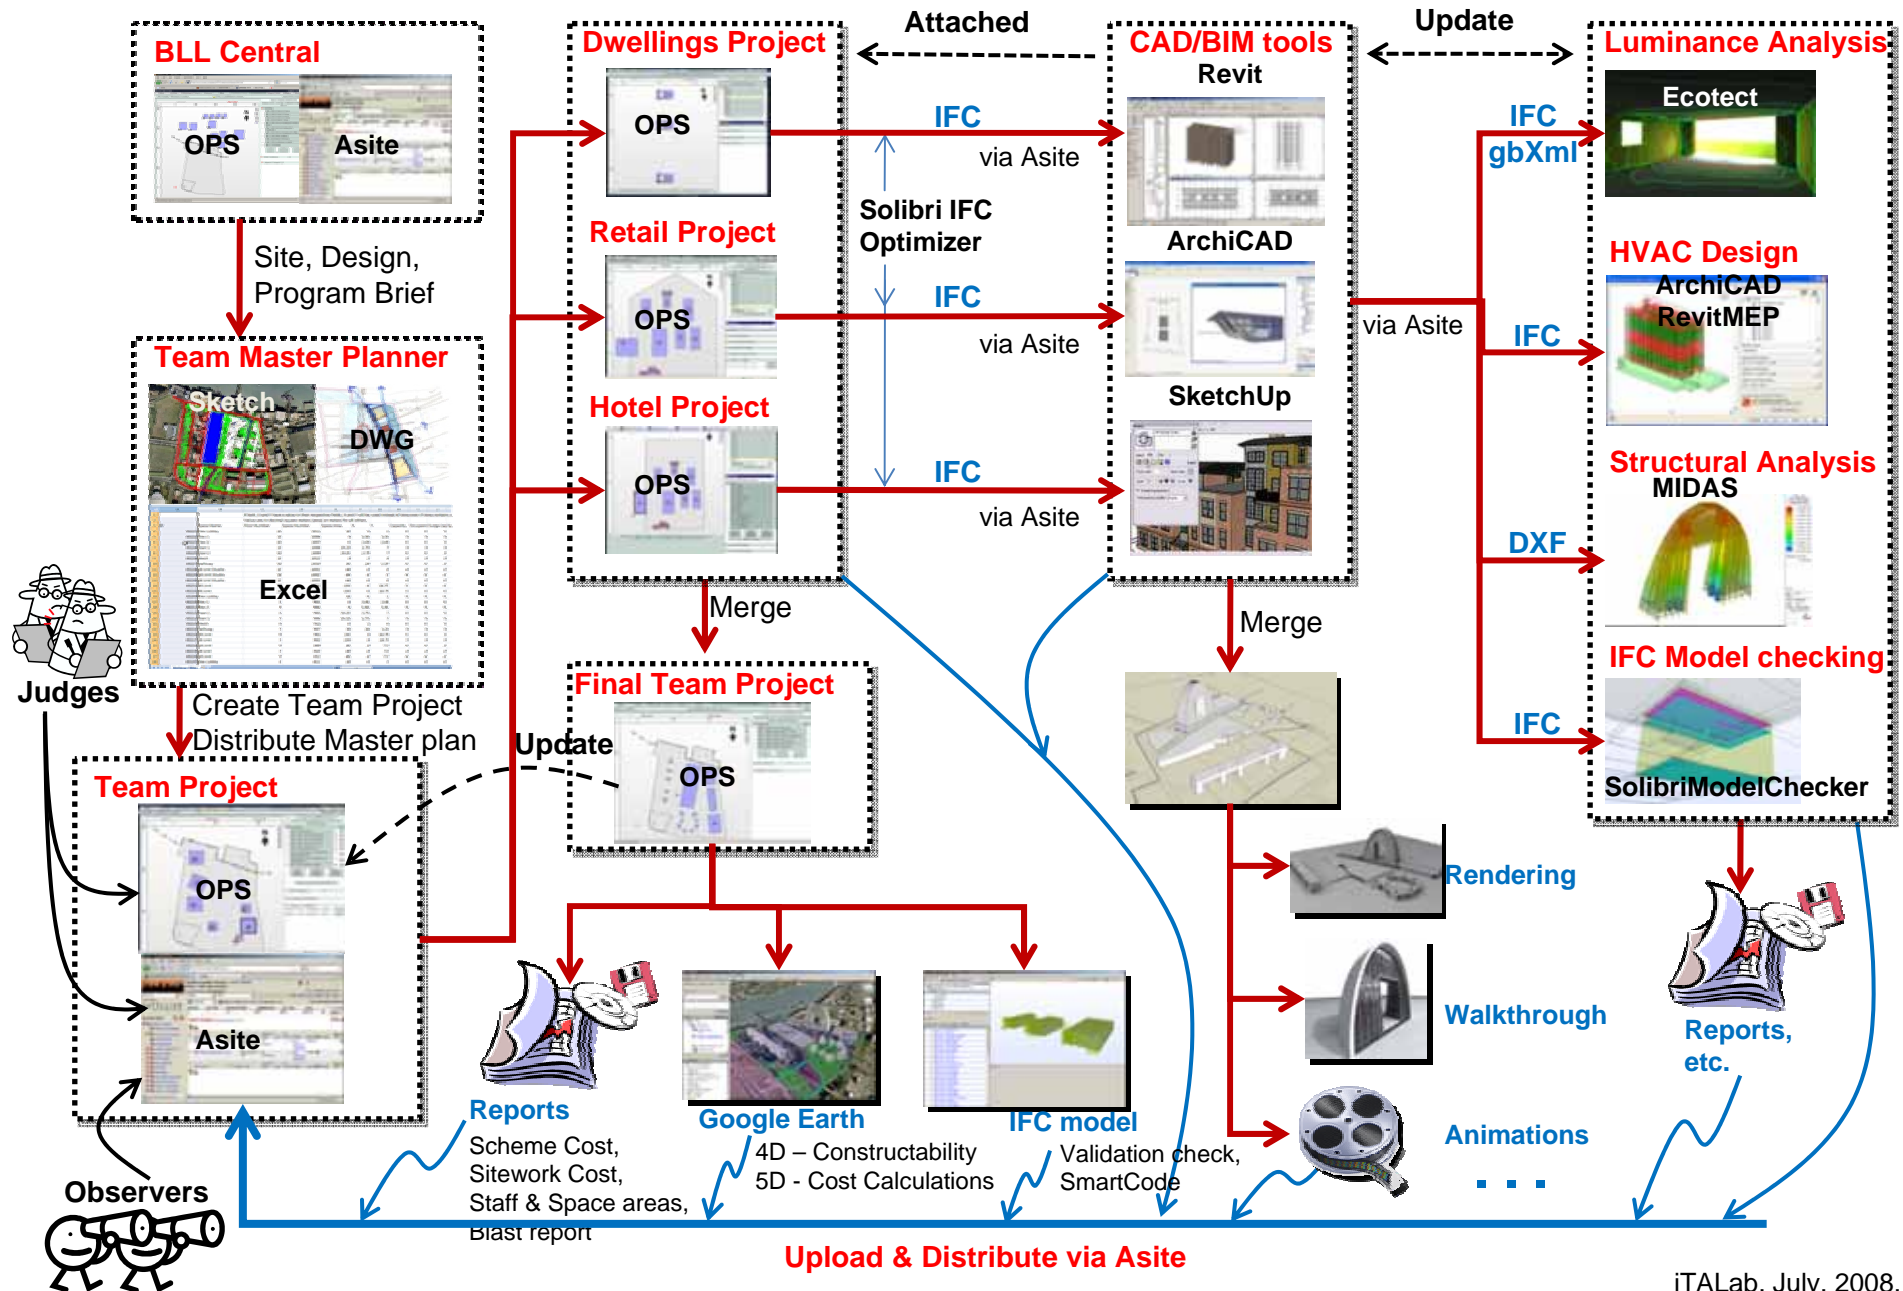 BLL Central
OPS
Asite
Site, Design,
Program Brief
Team Master Planner
Sketch
DWG
Excel
Judges
Create Team Project
Distribute Master plan
Team Project
OPS
Asite
Observers
Dwellings Project
OPS
Retail Project
OPS
Hotel Project
OPS
Attached
IFC
via Asite
Solibri IFC
Optimizer
IFC
via Asite
IFC
via Asite
Merge
Final Team Project
Update
OPS
Reports
Scheme Cost,
Sitework Cost,
Staff & Space areas,
Blast report
Google Earth
4D – Constructability
5D - Cost Calculations
IFC model
Validation check,
SmartCode
CAD/BIM tools
Revit
ArchiCAD
SketchUp
Merge
Rendering
Walkthrough
Animations
. . .
Update
via Asite
IFC
gbXml
IFC
DXF
IFC
Luminance Analysis
Ecotect
HVAC Design
ArchiCAD
RevitMEP
Structural Analysis
MIDAS
IFC Model checking
SolibriModelChecker
Reports,
etc.
Upload & Distribute via Asite
iTALab, July, 2008.